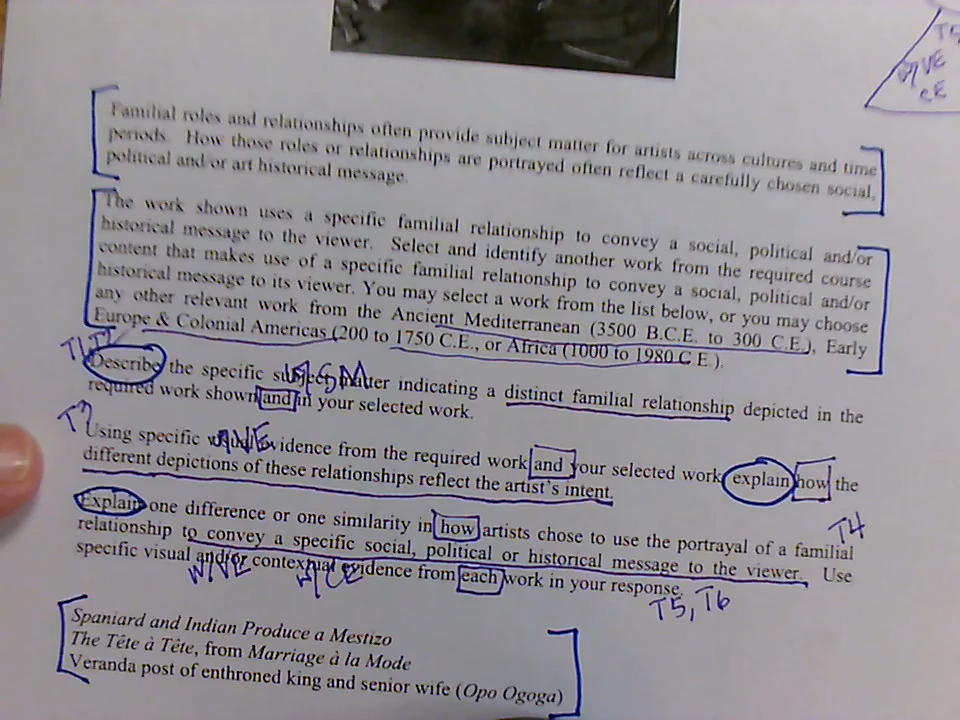 T5
W/VE
CE
Familial roles and relationships often provide subject matter for artists across cultures and time
periods. How those roles or relationships are portrayed often reflect a carefully chosen social,
political and/or art historical message.
The work shown uses a specific familial relationship to convey a social, political and/or
historical message to the viewer. Select and identify another work from the required course
content that makes use of a specific familial relationship to convey a social, political and/or
historical message to its viewer. You may select a work from the list below, or you may choose
any other relevant work from the Ancient Mediterranean (3500 B.C.E. to 300 C.E.), Early
Europe & Colonial Americas (200 to 1750 C.E., or Africa (1000 to 1980 C.E.).
Describe the specific subject matter indicating a distinct familial relationship depicted in the
W/SM
required work shown and in your selected work.
T?
Using specific visual evidence from the required work and your selected work explain how the
W/VE
different depictions of these relationships reflect the artist's intent.
Explain one difference or one similarity in how artists chose to use the portrayal of a familial
T4
relationship to convey a specific social, political or historical message to the viewer. Use
specific visual and/or contextual evidence from each work in your response.
W/VE W/CE
T5, T6
Spaniard and Indian Produce a Mestizo
The Tête à Tête, from Marriage à la Mode
Veranda post of enthroned king and senior wife (Opo Ogoga)